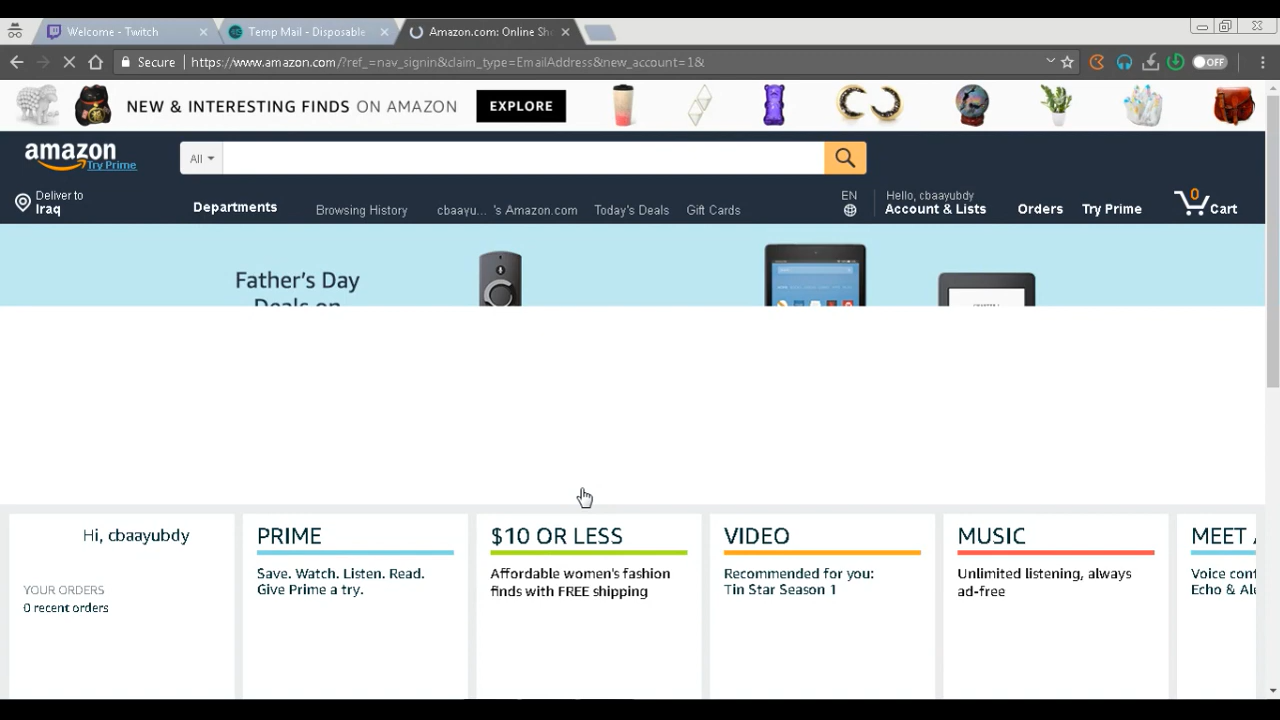 Welcome - Twitch
Temp Mail - Disposable
Amazon.com: Online Sh
Secure
https://www.amazon.com/?ref_=nav_signin&claim_type=EmailAddress&new_account=1&
OFF
NEW & INTERESTING FINDS ON AMAZON
EXPLORE
amazon
Try Prime
All
Deliver to
Iraq
Departments
Browsing History
cbaayu... 's Amazon.com
Today's Deals
Gift Cards
EN
Hello, cbaayubdy
Account & Lists
Orders
Try Prime
0
Cart
Father's Day
Deals on
Hi, cbaayubdy
YOUR ORDERS
0 recent orders
PRIME
Save. Watch. Listen. Read.
Give Prime a try.
$10 OR LESS
Affordable women's fashion
finds with FREE shipping
VIDEO
Recommended for you:
Tin Star Season 1
MUSIC
Unlimited listening, always
ad-free
MEET
Voice con
Echo & Al